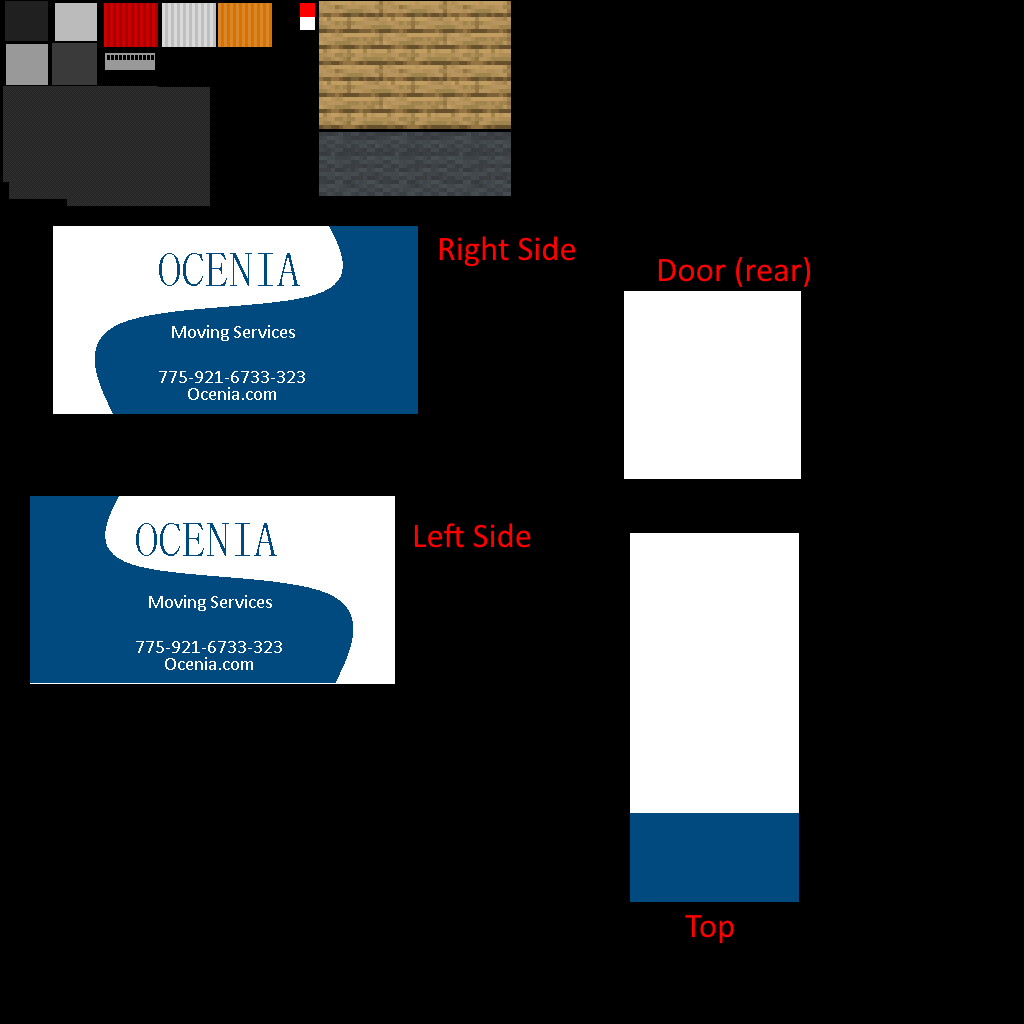 Right Side
OCENIA
Moving Services
775-921-6733-323
Ocenia.com
Door (rear)
Left Side
OCENIA
Moving Services
775-921-6733-323
Ocenia.com
Top